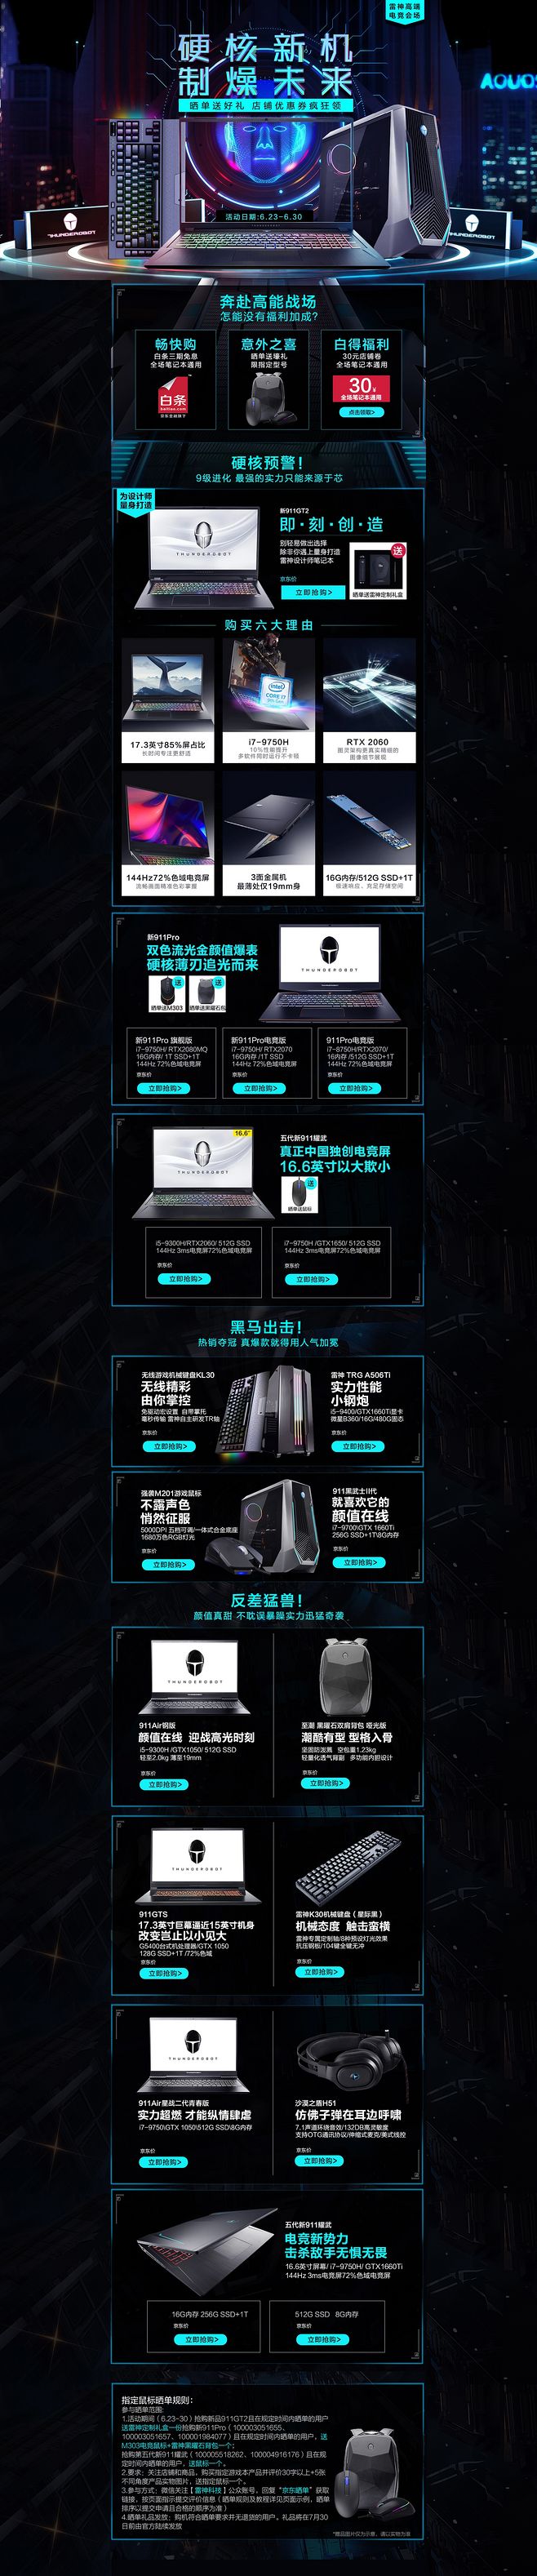 雷神高端
电竞会场
硬核新机
制燥未来
晒单送好礼 店铺优惠券疯狂领
AOUOS
THUNDEROBOT
THUNDEROBOT
活动日期:6.23-6.30
奔赴高能战场
怎能没有福利加成?
畅快购
白条三期免息
全场笔记本通用
白条
意外之喜
晒单送壕礼
限指定型号
白得福利
30元店铺卷
全场笔记本通用
30
全场笔记本通用
点击领取>
硬核预警!
9级进化 最强的实力只能来源于芯
为设计师
量身打造
THUNDEROBOT
新911GT2
即·刻·创·造
别轻易做出选择
除非你遇上量身打造
雷神设计师笔记本
京东价
立即抢购>
送
晒单送雷神定制礼盒
购买六大理由
17.3英寸85%屏占比
长时间专注更舒适
intel
CORE i7
i7-9750H
10%性能提升
多软件同时运行不卡顿
RTX 2060
图灵架构更真实精细的
图像细节展现
144Hz72%色域电竞屏
流畅画面精准色彩掌握
3面金属机
最薄处仅19mm身
16G内存/512G SSD+1T
极速响应，充足存储空间
新911Pro
双色流光金颜值爆表
硬核薄刃追光而来
送
晒单送M303
送
晒单送黑曜石包
THUNDEROBOT
新911Pro 旗舰版
i7-9750H/ RTX2080MQ
16G内存/ 1T SSD+1T
144Hz 72%色域电竞屏
京东价
立即抢购>
新911Pro电竞版
i7-9750H/ RTX2070
16G内存 /1T SSD
144Hz 72%色域电竞屏
京东价
立即抢购>
911Pro电竞版
i7-8750H/RTX2070/
16内存 /512G SSD+1T
144Hz 72%色域电竞屏
京东价
立即抢购>
16.6"
THUNDEROBOT
五代新911耀武
真正中国独创电竞屏
16.6英寸以大欺小
送
晒单送鼠标
i5-9300H/RTX2060/ 512G SSD
144Hz 3ms电竞屏72%色域电竞屏
京东价
立即抢购>
i7-9750H /GTX1650/ 512G SSD
144Hz 3ms电竞屏72%色域电竞屏
京东价
立即抢购>
黑马出击!
热销夺冠 真爆款就得用人气加冕
无线游戏机械键盘KL30
无线精彩
由你掌控
免驱动宏设置 自带掌托
毫秒传输 雷神自主研发TR轴
京东价
立即抢购>
雷神 TRG A506Ti
实力性能
小钢炮
i5-9400/GTX1660Ti显卡
微星B360/16G/480G固态
京东价
立即抢购>
强袭M201游戏鼠标
不露声色
悄然征服
5000DPI 五档可调/一体式合金底座
1680万色RGB灯光
京东价
立即抢购>
911黑武士II代
就喜欢它的
颜值在线
i7-9700\GTX 1660Ti
256G SSD+1T\8G内存
京东价
立即抢购>
反差猛兽!
颜值真甜 不耽误暴躁实力迅猛奇袭
THUNDEROBOT
911Air钢版
颜值在线 迎战高光时刻
i5-9300H /GTX1050/ 512G SSD
轻至2.0kg 薄至19mm
京东价
立即抢购>
至潮 黑曜石双肩背包 哑光版
潮酷有型 型格入骨
坚固防泼溅 空包重1.23kg
轻量化透气背副 多功能内胆设计
京东价
立即抢购>
THUNDEROBOT
911GTS
17.3英寸巨幕逼近15英寸机身
改变岂止以小见大
G5400台式机处理器/GTX 1050
128G SSD+1T /72%色域
京东价
立即抢购>
雷神K30机械键盘（星际黑）
机械态度 触击蛮横
雷神专属定制轴/8种预设灯光效果
抗压钢板/104键全键无冲
京东价
立即抢购>
THUNDEROBOT
911Air星战二代青春版
实力超燃 才能纵情肆虐
i7-9750\GTX 1050\512G SSD\8G内存
京东价
立即抢购>
沙漠之盾H51
仿佛子弹在耳边呼啸
7.1声道环绕音效/132DB高灵敏度
支持OTG通讯协议/伸缩式麦克/美式线控
京东价
立即抢购>
五代新911耀武
电竞新势力
击杀敌手无惧无畏
16.6英寸屏幕/ i7-9750H/ GTX1660Ti
144Hz 3ms电竞屏72%色域电竞屏
16G内存 256G SSD+1T
京东价
立即抢购>
512G SSD 8G内存
京东价
立即抢购>
指定鼠标晒单规则:
参与晒单范围:
1.活动期间（6.23-30）抢购新品911GT2且在规定时间内晒单的用户
送雷神定制礼盒一份抢购新911Pro（100003051655、
100003051657、100001984077）且在规定时间内晒单的用户，送
M303电竞鼠标+雷神黑曜石背包一个；
抢购第五代新911耀武（100005518262、100004916176）且在规
定时间内晒单的用户，送鼠标一个。
2.要求：关注店铺和商品，购买指定游戏本产品并评价30字以上+5张
不同角度产品实物图片，送指定鼠标一个。
3.参与方式：微信关注【雷神科技】公众账号，回复“京东晒单”获取
链接，按页面指示提交评价信息（晒单规则及教程详见页面示例，晒单
排序以提交申请且合格的顺序为准）
4.晒单礼品发放：购机符合晒单要求并无退货的用户。礼品将在7月30
日前由官方陆续发放
*赠品图片仅为示意，请以实物为准